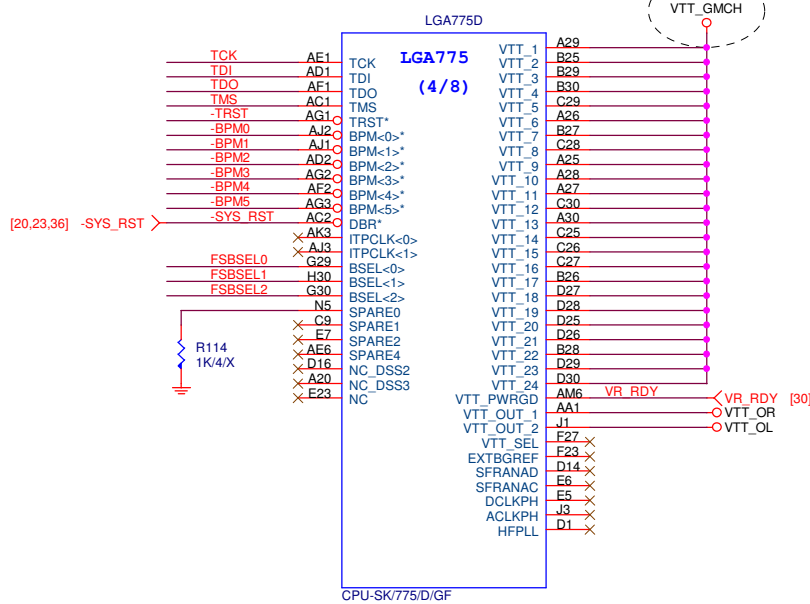 VTT_GMCH
LGA775D
LGA775
(4/8)
TCK AE1 TCK
TDI AD1 TDI
TDO AF1 TDO
TMS AC1 TMS
-TRST AG1 TRST*
-BPM0 AJ2 BPM<0>*
-BPM1 AJ1 BPM<1>*
-BPM2 AD2 BPM<2>*
-BPM3 AG2 BPM<3>*
-BPM4 AF2 BPM<4>*
-BPM5 AG3 BPM<5>*
[20,23,36] -SYS_RST -SYS_RST AC2 DBR*
AK3 ITPCLK<0>
AJ3 ITPCLK<1>
FSBSEL0 G29 BSEL<0>
FSBSEL1 H30 BSEL<1>
FSBSEL2 G30 BSEL<2>
N5 SPARE0
C9 SPARE1
E7 SPARE2
AE6 SPARE4
D16 NC_DSS2
A20 NC_DSS3
E23 NC
R114
1K/4/X
VTT_1 A29
VTT_2 B25
VTT_3 B29
VTT_4 B30
VTT_5 C29
VTT_6 A26
VTT_7 B27
VTT_8 C28
VTT_9 A25
VTT_10 A28
VTT_11 A27
VTT_12 C30
VTT_13 A30
VTT_14 C25
VTT_15 C26
VTT_16 C27
VTT_17 B26
VTT_18 D27
VTT_19 D28
VTT_20 D25
VTT_21 D26
VTT_22 B28
VTT_23 D29
VTT_24 D30
VTT_PWRGD AM6 VR_RDY VR_RDY [30]
VTT_OUT_1 AA1 VTT_OR
VTT_OUT_2 J1 VTT_OL
VTT_SEL F27
EXTBGREF F23
SFRANAD D14
SFRANAC E6
DCLKPH E5
ACLKPH J3
HFPLL D1
CPU-SK/775/D/GF